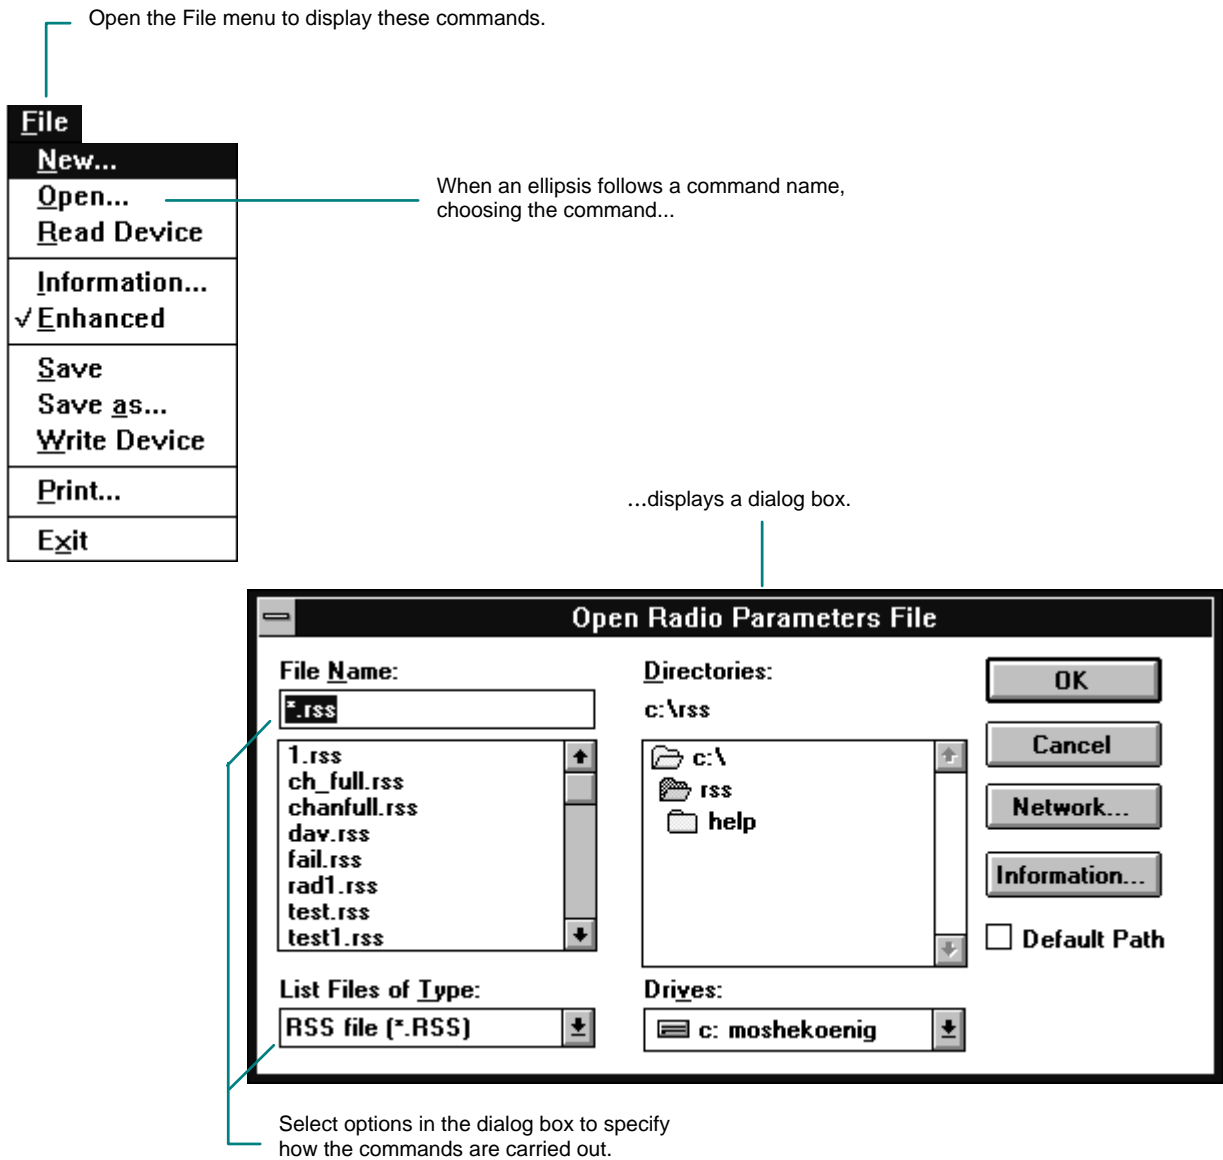 Open the File menu to display these commands.
File
New...
Open...
Read Device
Information...
√ Enhanced
Save
Save as...
Write Device
Print...
Exit
When an ellipsis follows a command name,
choosing the command...
...displays a dialog box.
Open Radio Parameters File
File Name:
*.rss
1.rss
ch_full.rss
chanfull.rss
dav.rss
fail.rss
rad1.rss
test.rss
test1.rss
List Files of Type:
RSS file (*.RSS)
Directories:
c:\rss
c:\
rss
help
Drives:
c: moshekoenig
OK
Cancel
Network...
Information...
Default Path
Select options in the dialog box to specify
how the commands are carried out.